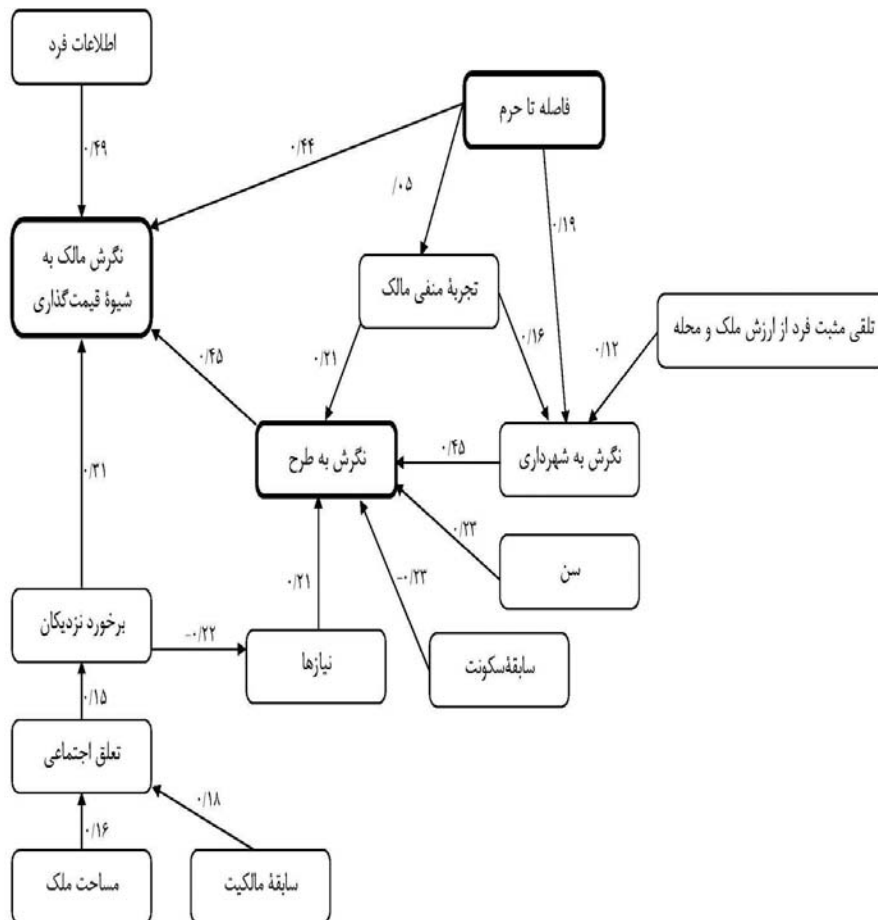 اطلاعات فرد
فاصله تا حرم
۰/۴۹
۰/۴۴
/۰۵
۰/۱۹
نگرش مالک به
شیوهٔ قیمت‌گذاری
تجربهٔ منفی مالک
تلقی مثبت فرد از ارزش ملک و محله
۰/۱۶
۰/۱۲
۰/۲۱
۰/۴۵
نگرش به طرح
۰/۴۵
نگرش به شهرداری
۰/۳۱
۰/۲۳
سن
۰/۲۱
-۰/۲۳
برخورد نزدیکان
-۰/۲۲
نیازها
سابقهٔ‌سکونت
۰/۱۵
تعلق اجتماعی
۰/۱۶
۰/۱۸
مساحت ملک
سابقهٔ مالکیت